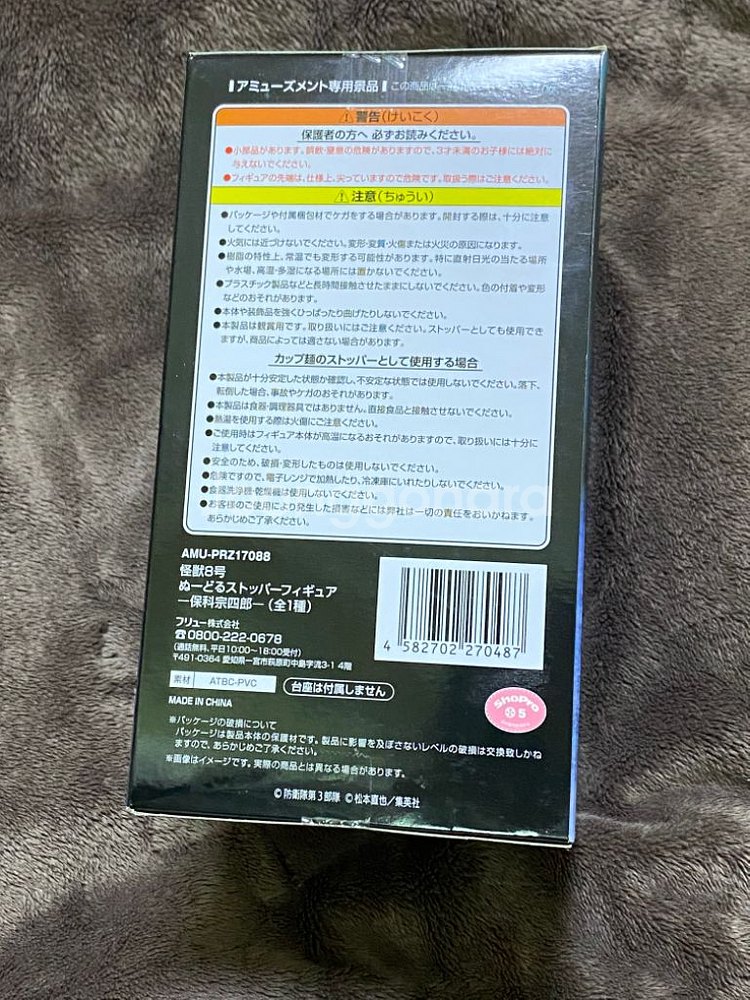 アミューズメント専用景品 この商品は
⚠警告(けいこく)
保護者の方へ 必ずお読みください。
●小部品があります。誤飲・窒息の危険がありますので、3才未満のお子様には絶対に
与えないでください。
●フィギュアの先端は、仕様上、尖っていますので危険です。取扱う際はご注意ください。
⚠注意(ちゅうい)
●パッケージや付属梱包材でケガをする場合があります。開封する際は、十分に注意
してください。
●火気には近づけないでください。変形・変質・火傷または火災の原因になります。
●樹脂の特性上、常温でも変形する可能性があります。特に直射日光の当たる場所
や水場、高温・多湿になる場所には置かないでください。
●プラスチック製品などと長時間接触させたままにしないでください。色の付着や変形
などのおそれがあります。
●本体や装飾品を強くひっぱったり曲げたりしないでください。
●本製品は観賞用です。取り扱いにはご注意ください。ストッパーとしても使用でき
ますが、商品によっては適さない場合があります。
カップ麺のストッパーとして使用する場合
●本製品が十分安定した状態か確認し、不安定な状態では使用しないでください。落下、
転倒した場合、事故やケガのおそれがあります。
●本製品は食器・調理器具ではありません。直接食品と接触させないでください。
●熱湯を使用する際は火傷にご注意ください。
●ご使用時はフィギュア本体が高温になるおそれがありますので、取り扱いには十分に
注意してください。
●安全のため、破損・変形したものは使用しないでください。
●危険ですので、電子レンジで加熱したり、冷凍庫にいれたりしないでください。
●食器洗浄機・乾燥機は使用しないでください。
●お客様のご使用により発生した損害などには弊社は一切の責任をおいかねます。
あらかじめご了承ください。
AMU-PRZ17088
怪獣8号
ぬーどるストッパーフィギュア
―保科宗四郎―(全1種)
フリュー株式会社
☎0800-222-0678
(通話無料、平日10:00~18:00受付)
〒491-0364 愛知県一宮市萩原町中島字流3-1 4階
素材 ATBC-PVC 台座は付属しません
MADE IN CHINA
4 582702 270487
ShoPro
5
※パッケージの破損について
パッケージは製品本体の保護材です。製品に影響を及ぼさないレベルの破損は交換致しかね
ますので、あらかじめご了承ください。
※画像はイメージです。実際の商品とは異なる場合があります。
©防衛隊第3部隊 ©松本直也/集英社